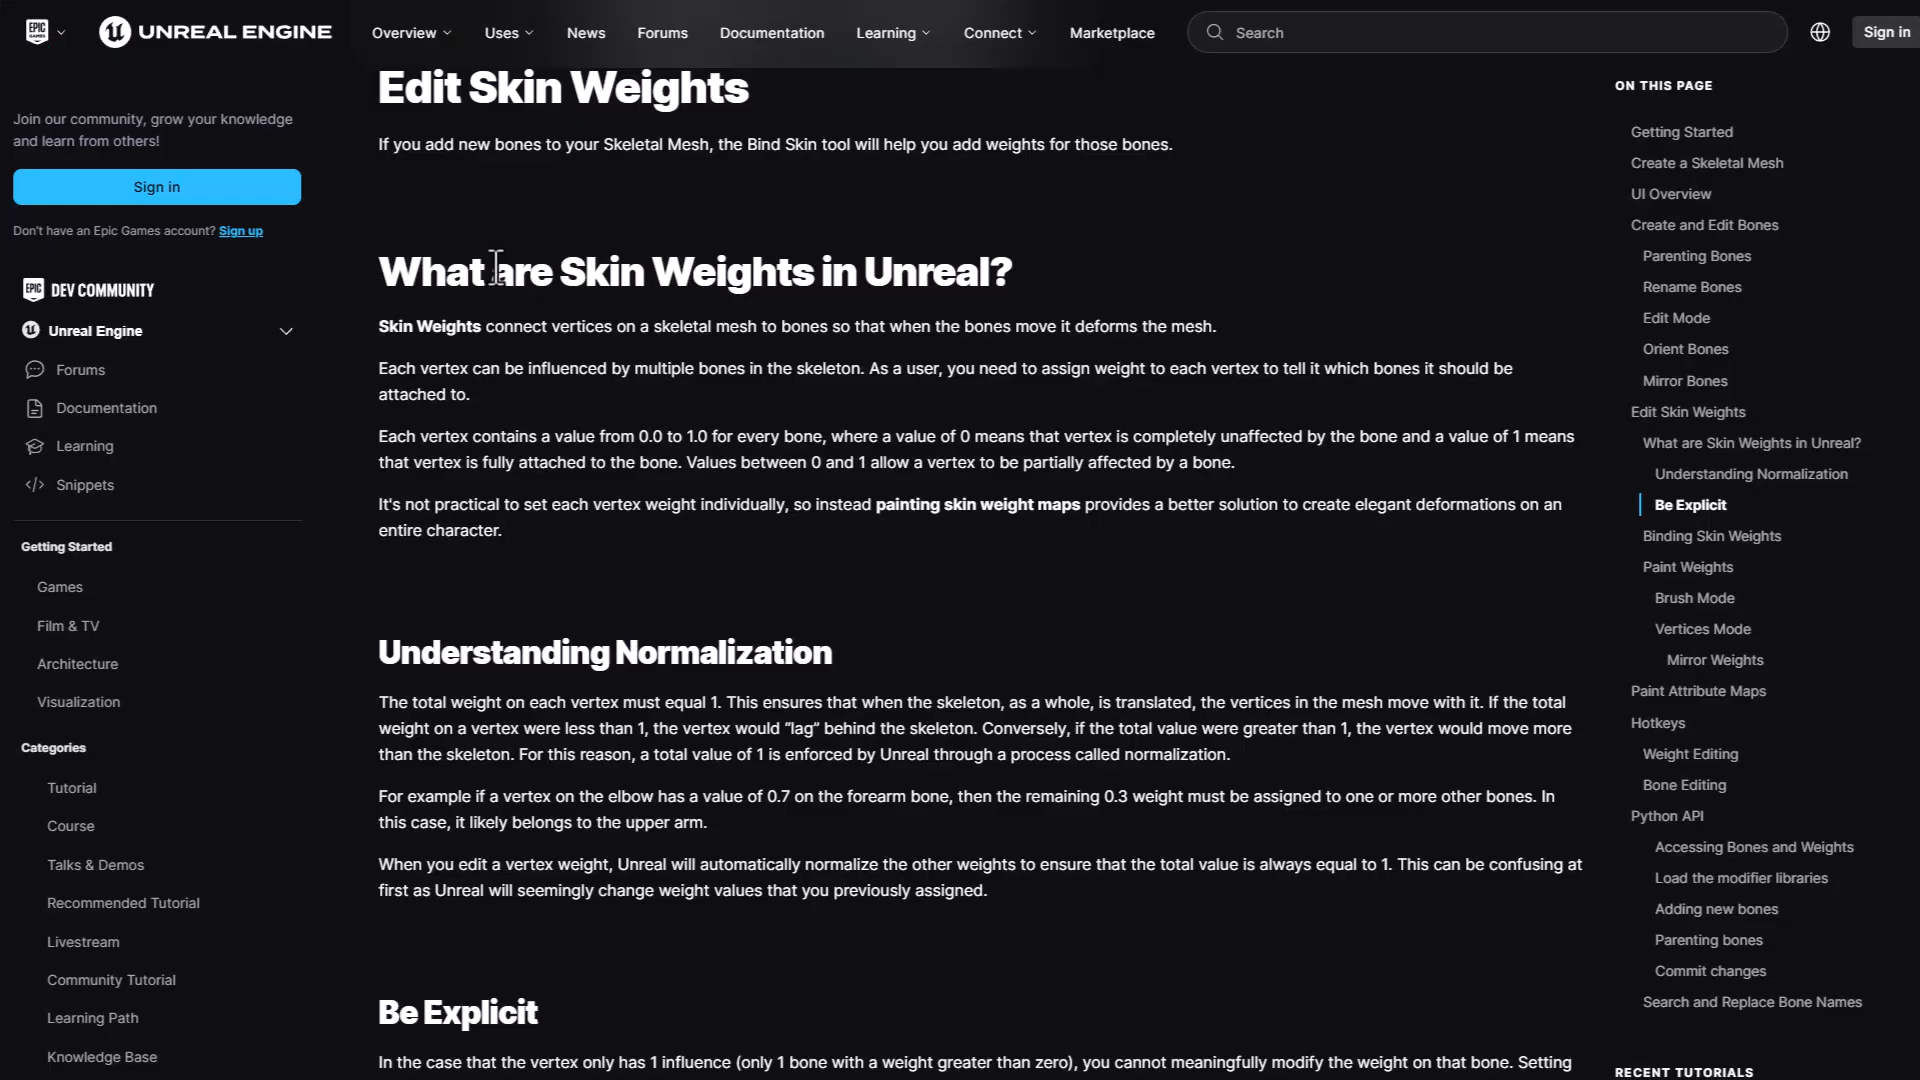 EPIC GAMES
UNREAL ENGINE
Overview
Uses
News
Forums
Documentation
Learning
Connect
Marketplace
Search
Sign in
Join our community, grow your knowledge
and learn from others!
Sign in
Don't have an Epic Games account? Sign up
EPIC DEV COMMUNITY
Unreal Engine
Forums
Documentation
Learning
Snippets
Getting Started
Games
Film & TV
Architecture
Visualization
Categories
Tutorial
Course
Talks & Demos
Recommended Tutorial
Livestream
Community Tutorial
Learning Path
Knowledge Base
Edit Skin Weights
If you add new bones to your Skeletal Mesh, the Bind Skin tool will help you add weights for those bones.
What are Skin Weights in Unreal?
Skin Weights connect vertices on a skeletal mesh to bones so that when the bones move it deforms the mesh.
Each vertex can be influenced by multiple bones in the skeleton. As a user, you need to assign weight to each vertex to tell it which bones it should be
attached to.
Each vertex contains a value from 0.0 to 1.0 for every bone, where a value of 0 means that vertex is completely unaffected by the bone and a value of 1 means
that vertex is fully attached to the bone. Values between 0 and 1 allow a vertex to be partially affected by a bone.
It's not practical to set each vertex weight individually, so instead painting skin weight maps provides a better solution to create elegant deformations on an
entire character.
Understanding Normalization
The total weight on each vertex must equal 1. This ensures that when the skeleton, as a whole, is translated, the vertices in the mesh move with it. If the total
weight on a vertex were less than 1, the vertex would "lag" behind the skeleton. Conversely, if the total value were greater than 1, the vertex would move more
than the skeleton. For this reason, a total value of 1 is enforced by Unreal through a process called normalization.
For example if a vertex on the elbow has a value of 0.7 on the forearm bone, then the remaining 0.3 weight must be assigned to one or more other bones. In
this case, it likely belongs to the upper arm.
When you edit a vertex weight, Unreal will automatically normalize the other weights to ensure that the total value is always equal to 1. This can be confusing at
first as Unreal will seemingly change weight values that you previously assigned.
Be Explicit
In the case that the vertex only has 1 influence (only 1 bone with a weight greater than zero), you cannot meaningfully modify the weight on that bone. Setting
ON THIS PAGE
Getting Started
Create a Skeletal Mesh
UI Overview
Create and Edit Bones
Parenting Bones
Rename Bones
Edit Mode
Orient Bones
Mirror Bones
Edit Skin Weights
What are Skin Weights in Unreal?
Understanding Normalization
Be Explicit
Binding Skin Weights
Paint Weights
Brush Mode
Vertices Mode
Mirror Weights
Paint Attribute Maps
Hotkeys
Weight Editing
Bone Editing
Python API
Accessing Bones and Weights
Load the modifier libraries
Adding new bones
Parenting bones
Commit changes
Search and Replace Bone Names
RECENT TUTORIALS